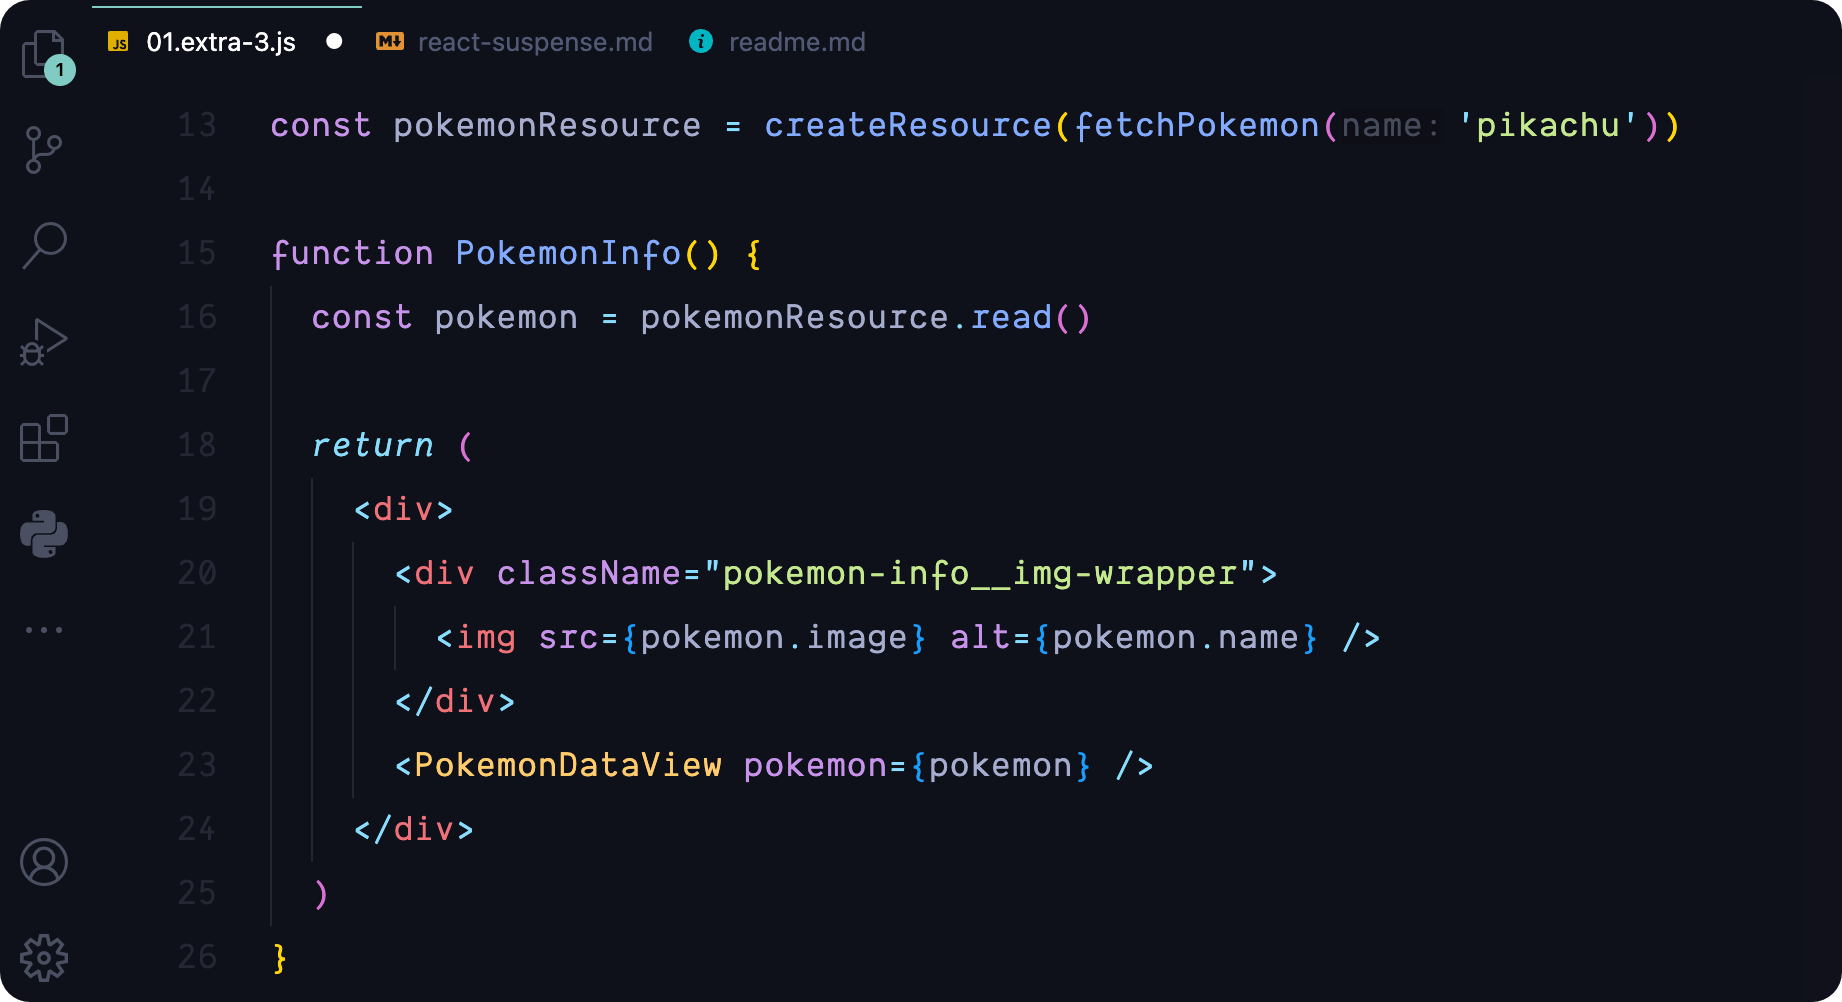 JS 01.extra-3.js M↓ react-suspense.md i readme.md
1
13 const pokemonResource = createResource(fetchPokemon(name: 'pikachu'))
14
15 function PokemonInfo() {
16 const pokemon = pokemonResource.read()
17
18 return (
19 <div>
20 <div className="pokemon-info__img-wrapper">
21 <img src={pokemon.image} alt={pokemon.name} />
22 </div>
23 <PokemonDataView pokemon={pokemon} />
24 </div>
25 )
26 }